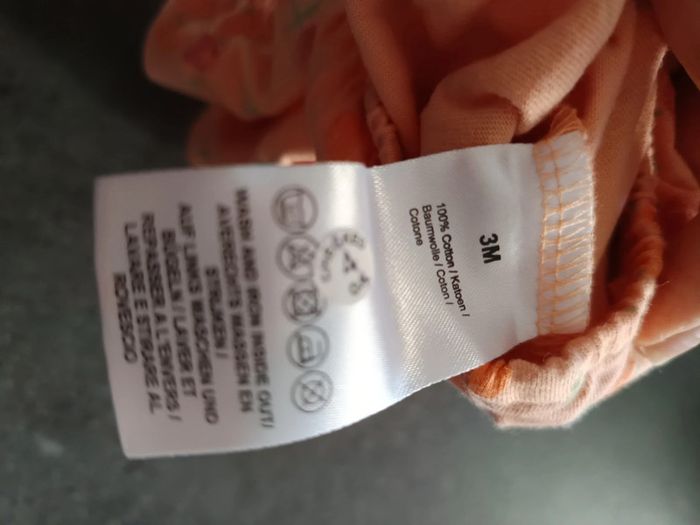 3M
100% Cotton / Katoen /
Baumwolle / Coton /
Cotone
WASH AND IRON INSIDE OUT/
AVERECHTS WASSEN EN
STRIJKEN /
AUF LINKS WASCHEN UND
BÜGELN / LAVER ET
REPASSER À L'ENVERS /
LAVARE E STIRARE AL
ROVESCIO